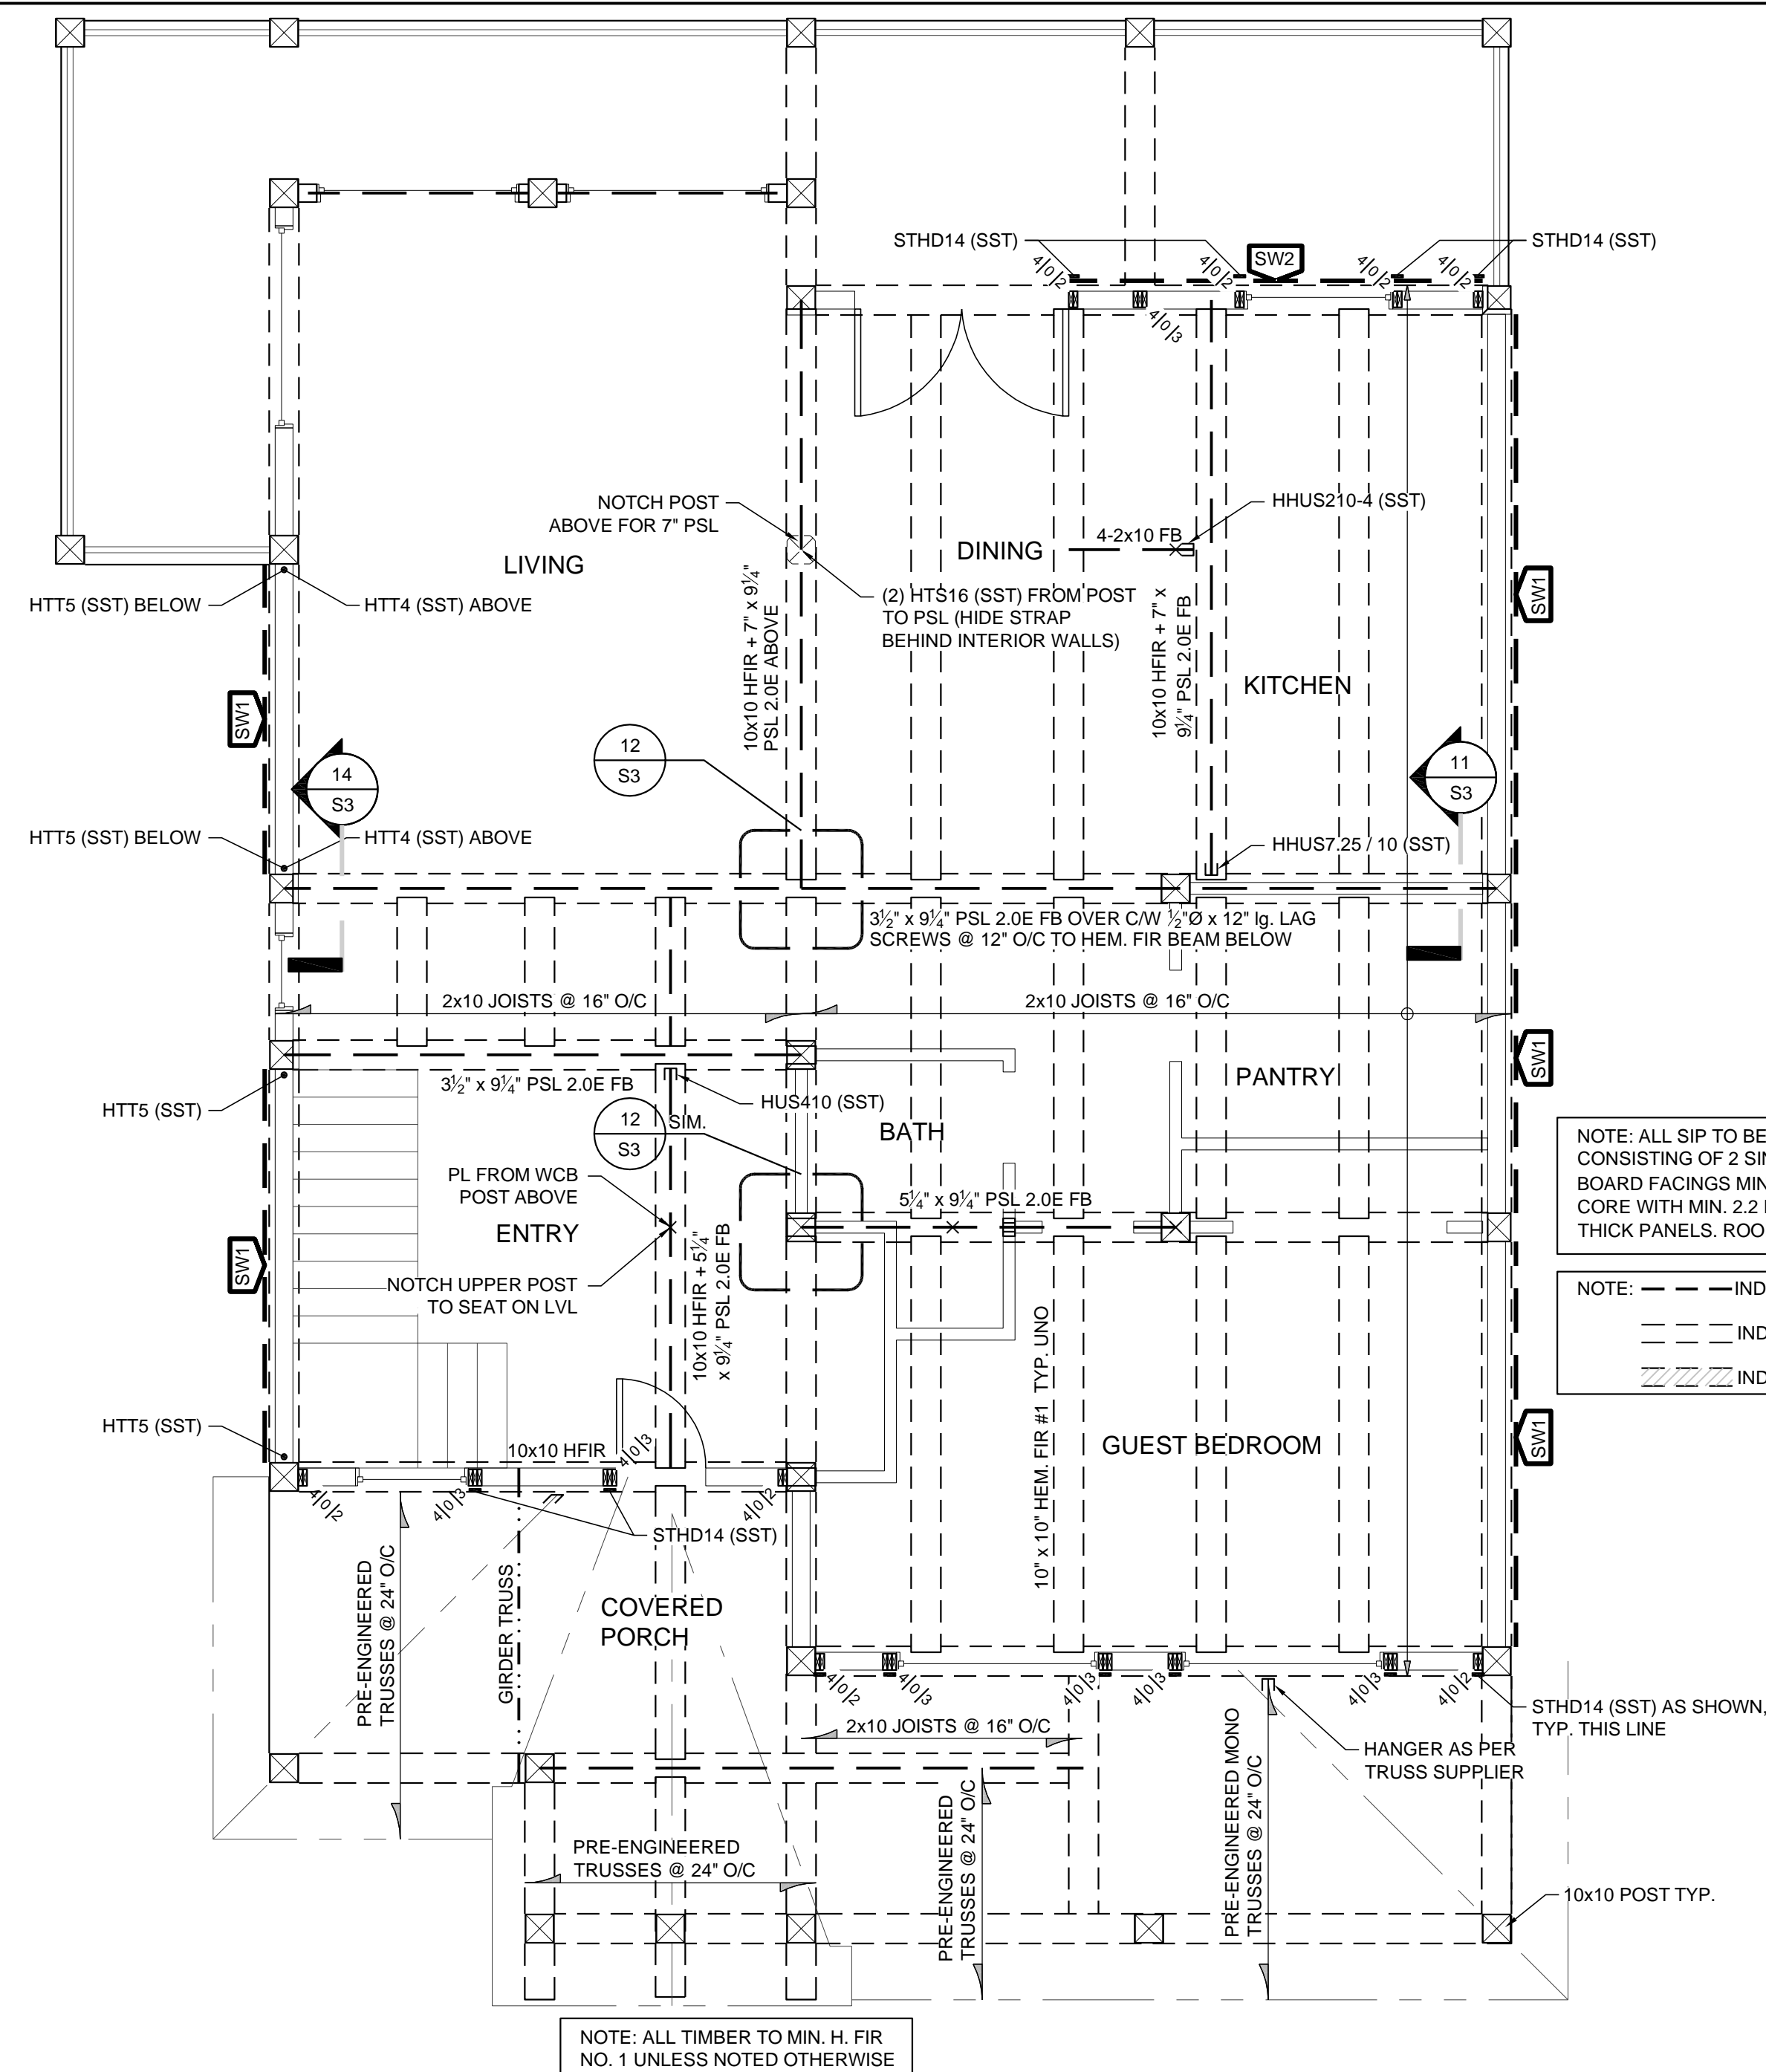 STHD14 (SST)
SW2
STHD14 (SST)
4|0|2
4|0|2
4|0|2
4|0|2
4|0|3
NOTCH POST
ABOVE FOR 7" PSL
HHUS210-4 (SST)
4-2x10 FB
LIVING
DINING
HTT5 (SST) BELOW
HTT4 (SST) ABOVE
(2) HTS16 (SST) FROM POST
TO PSL (HIDE STRAP
BEHIND INTERIOR WALLS)
SW1
10x10 HFIR + 7" x 9¼"
PSL 2.0E ABOVE
10x10 HFIR + 7" x
9¼" PSL 2.0E FB
KITCHEN
SW1
12
S3
14
S3
11
S3
HTT5 (SST) BELOW
HTT4 (SST) ABOVE
HHUS7.25 / 10 (SST)
3½" x 9¼" PSL 2.0E FB OVER C/W ½"Ø x 12" lg. LAG
SCREWS @ 12" O/C TO HEM. FIR BEAM BELOW
2x10 JOISTS @ 16" O/C
2x10 JOISTS @ 16" O/C
SW1
3½" x 9¼" PSL 2.0E FB
PANTRY
HTT5 (SST)
HUS410 (SST)
12
S3
SIM.
BATH
NOTE: ALL SIP TO BE
CONSISTING OF 2 SIN
BOARD FACINGS MIN
CORE WITH MIN. 2.2
THICK PANELS. ROO
PL FROM WCB
POST ABOVE
5¼" x 9¼" PSL 2.0E FB
ENTRY
SW1
NOTCH UPPER POST
TO SEAT ON LVL
10x10 HFIR + 5¼"
x 9¼" PSL 2.0E FB
NOTE:
IND
IND
IND
10" x 10" HEM. FIR #1 TYP. UNO
HTT5 (SST)
10x10 HFIR
4|0|3
GUEST BEDROOM
SW1
4|0|2
4|0|3
4|0|2
STHD14 (SST)
PRE-ENGINEERED
TRUSSES @ 24" O/C
GIRDER TRUSS
COVERED
PORCH
4|0|2
4|0|3
4|0|3
4|0|3
4|0|3
4|0|2
STHD14 (SST) AS SHOWN,
TYP. THIS LINE
2x10 JOISTS @ 16" O/C
HANGER AS PER
TRUSS SUPPLIER
PRE-ENGINEERED
TRUSSES @ 24" O/C
PRE-ENGINEERED
TRUSSES @ 24" O/C
PRE-ENGINEERED MONO
TRUSSES @ 24" O/C
10x10 POST TYP.
NOTE: ALL TIMBER TO MIN. H. FIR
NO. 1 UNLESS NOTED OTHERWISE